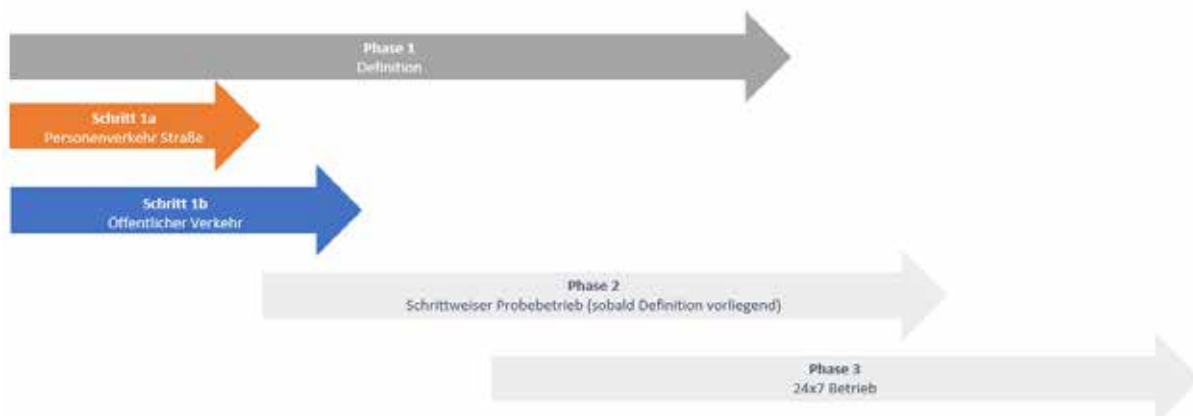 Phase 1
Definition
Schritt 1a
Personenverkehr Straße
Schritt 1b
Öffentlicher Verkehr
Phase 2
Schrittweiser Probebetrieb (sobald Definition vorliegend)
Phase 3
24x7 Betrieb